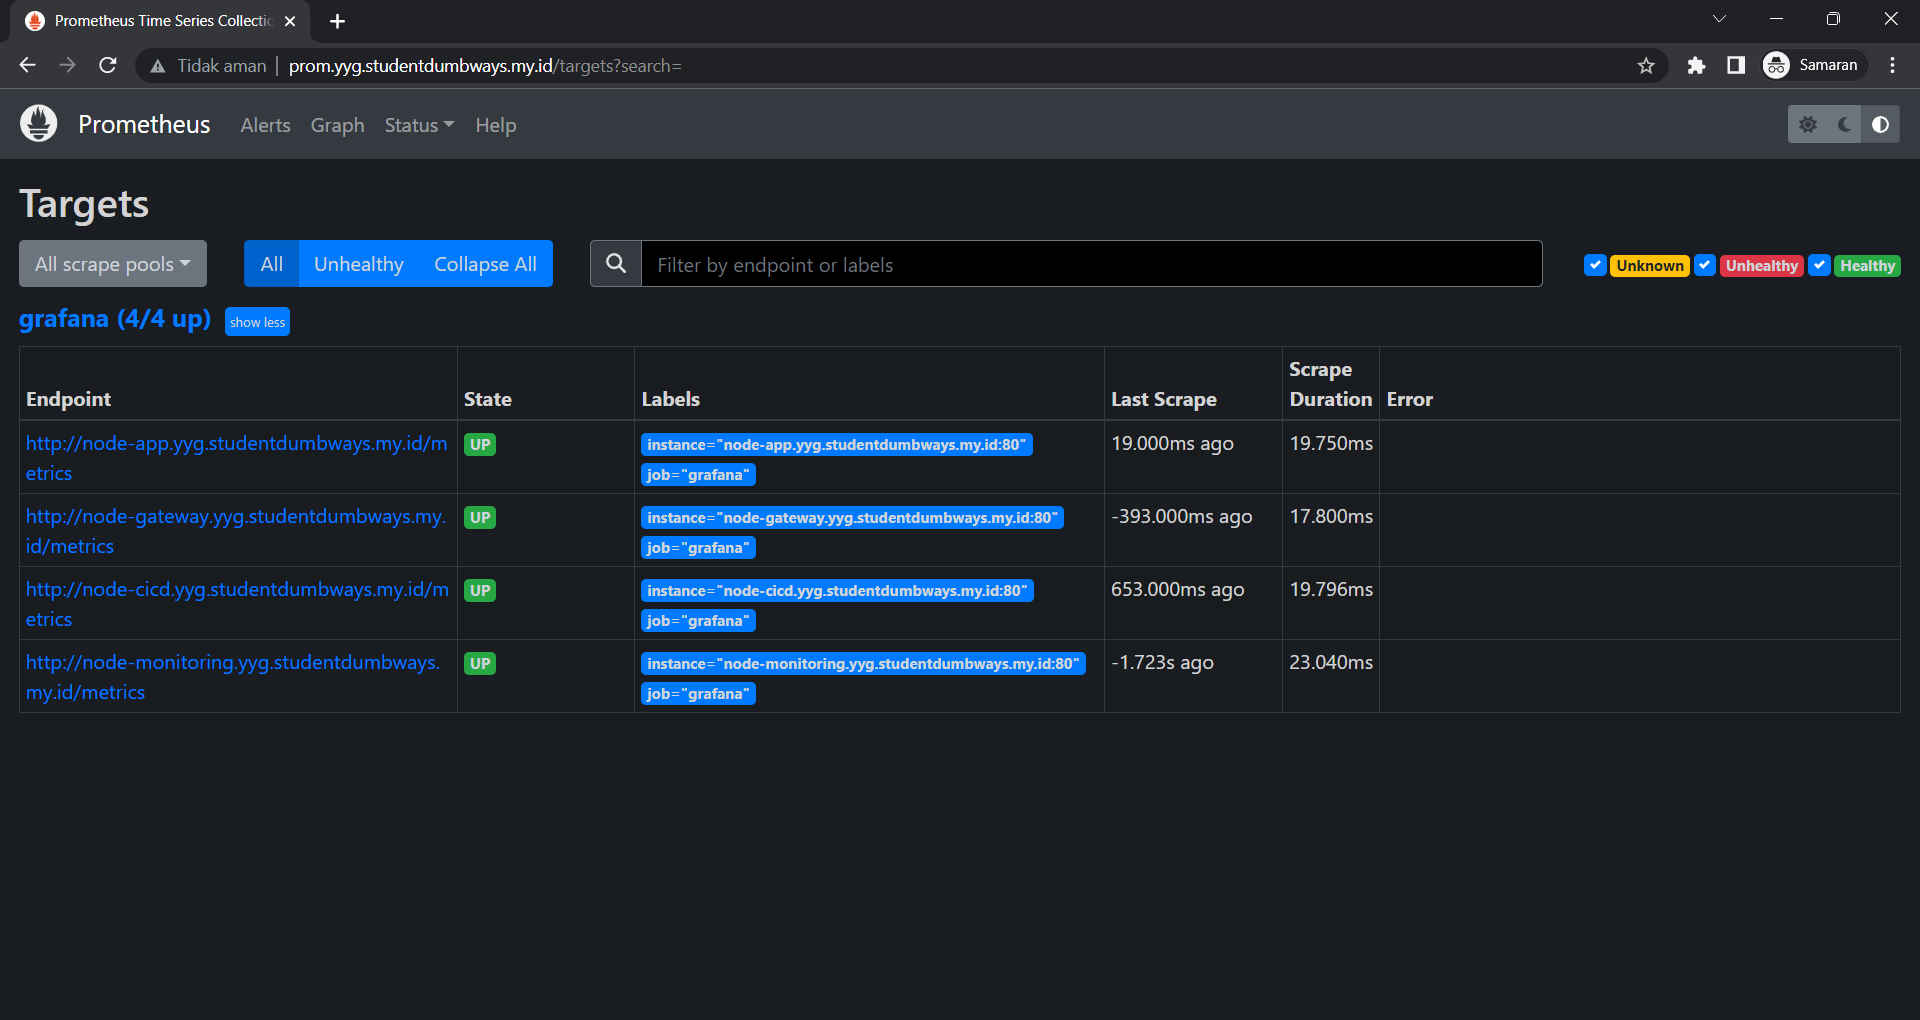 Prometheus Time Series Collectio
Tidak aman | prom.yyg.studentdumbways.my.id/targets?search=
Samaran
Prometheus Alerts Graph Status Help
Targets
All scrape pools All Unhealthy Collapse All Filter by endpoint or labels Unknown Unhealthy Healthy
grafana (4/4 up) show less
Endpoint State Labels Last Scrape Scrape Duration Error
http://node-app.yyg.studentdumbways.my.id/m UP instance="node-app.yyg.studentdumbways.my.id:80" 19.000ms ago 19.750ms
etrics job="grafana"
http://node-gateway.yyg.studentdumbways.my. UP instance="node-gateway.yyg.studentdumbways.my.id:80" -393.000ms ago 17.800ms
id/metrics job="grafana"
http://node-cicd.yyg.studentdumbways.my.id/m UP instance="node-cicd.yyg.studentdumbways.my.id:80" 653.000ms ago 19.796ms
etrics job="grafana"
http://node-monitoring.yyg.studentdumbways. UP instance="node-monitoring.yyg.studentdumbways.my.id:80" -1.723s ago 23.040ms
my.id/metrics job="grafana"